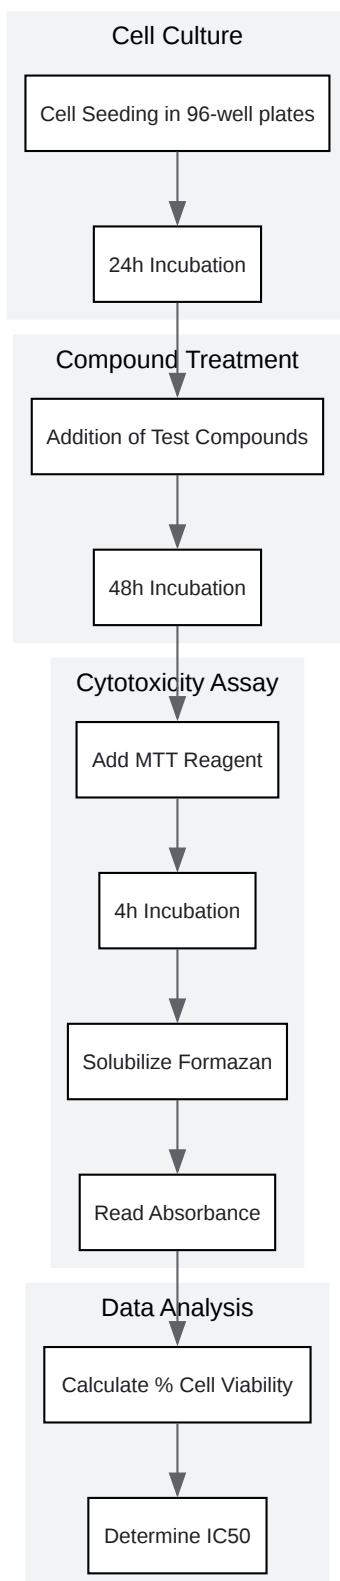 Cell Culture
Cell Seeding in 96-well plates
24h Incubation
Compound Treatment
Addition of Test Compounds
48h Incubation
Cytotoxicity Assay
Add MTT Reagent
4h Incubation
Solubilize Formazan
Read Absorbance
Data Analysis
Calculate % Cell Viability
Determine IC50